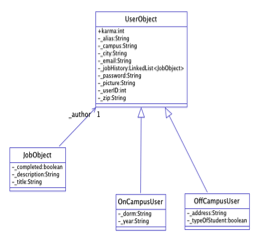 UserObject
+karma:int
-_alias:String
-_campus:String
-_city:String
-_email:String
-_jobHistory:LinkedList<JobObject>
-_password:String
-_picture:String
-_userID:int
-_zip:String
_author 1
JobObject
-_completed:boolean
-_description:String
-_title:String
OnCampusUser
-_dorm:String
-_year:String
OffCampusUser
-_address:String
-_typeOfStudent:boolean